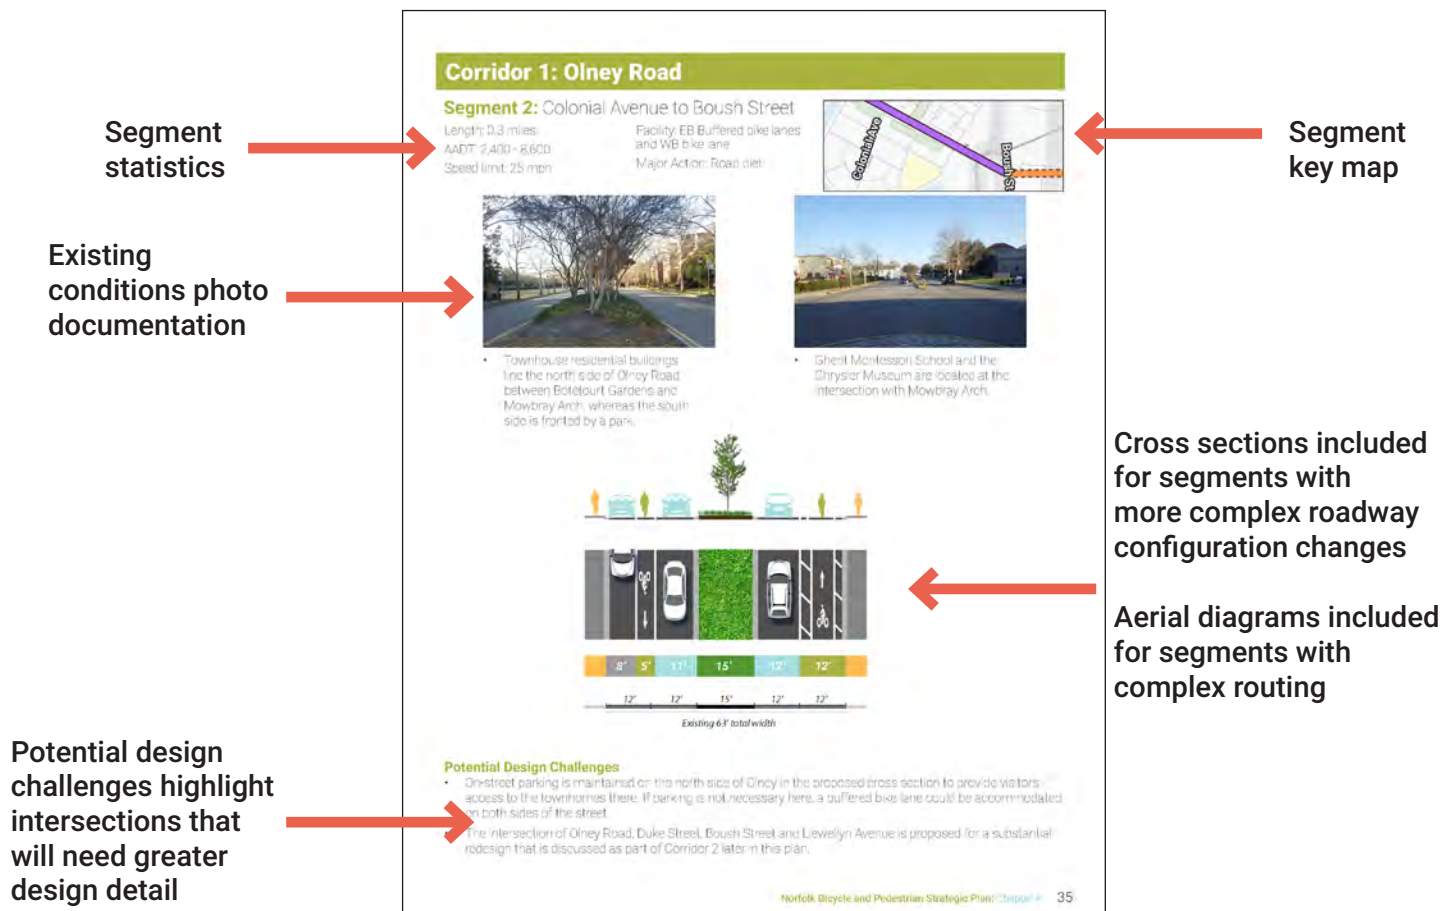 Corridor 1: Olney Road
Segment 2: Colonial Avenue to Boush Street
Length: 0.3 miles
AADT: 2,400 - 8,600
Speed limit: 25 mph
Facility: EB Buffered bike lanes
and WB bike lane
Major Action: Road diet
Colonial Ave
Boush St
Segment
statistics
Segment
key map
Existing
conditions photo
documentation
• Townhouse residential buildings
line the north side of Olney Road
between Botetourt Gardens and
Mowbray Arch, whereas the south
side is fronted by a park.
• Ghent Montessori School and the
Chrysler Museum are located at the
intersection with Mowbray Arch.
Cross sections included
for segments with
more complex roadway
configuration changes
Aerial diagrams included
for segments with
complex routing
8' 5' 11' 15' 12' 12'
12' 12' 15' 12' 12'
Existing 63' total width
Potential design
challenges highlight
intersections that
will need greater
design detail
Potential Design Challenges
• On-street parking is maintained on the north side of Olney in the proposed cross section to provide visitors
access to the townhomes there. If parking is not necessary here, a buffered bike lane could be accommodated
on both sides of the street.
The intersection of Olney Road, Duke Street, Boush Street and Llewellyn Avenue is proposed for a substantial
redesign that is discussed as part of Corridor 2 later in this plan.
Norfolk Bicycle and Pedestrian Strategic Plan: Chapter 4 35